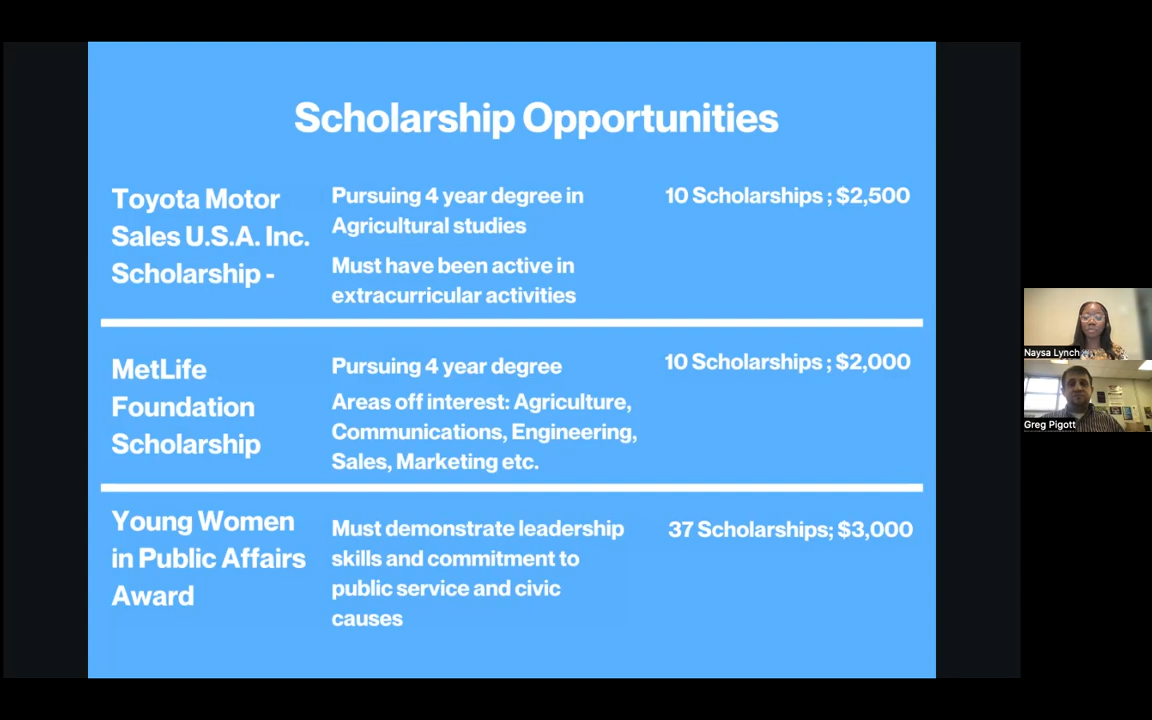 Scholarship Opportunities
Toyota Motor
Sales U.S.A. Inc.
Scholarship -
Pursuing 4 year degree in
Agricultural studies
Must have been active in
extracurricular activities
10 Scholarships ; $2,500
MetLife
Foundation
Scholarship
Pursuing 4 year degree
Areas off interest: Agriculture,
Communications, Engineering,
Sales, Marketing etc.
10 Scholarships ; $2,000
Young Women
in Public Affairs
Award
Must demonstrate leadership
skills and commitment to
public service and civic
causes
37 Scholarships; $3,000
Naysa Lynch
Greg Pigott